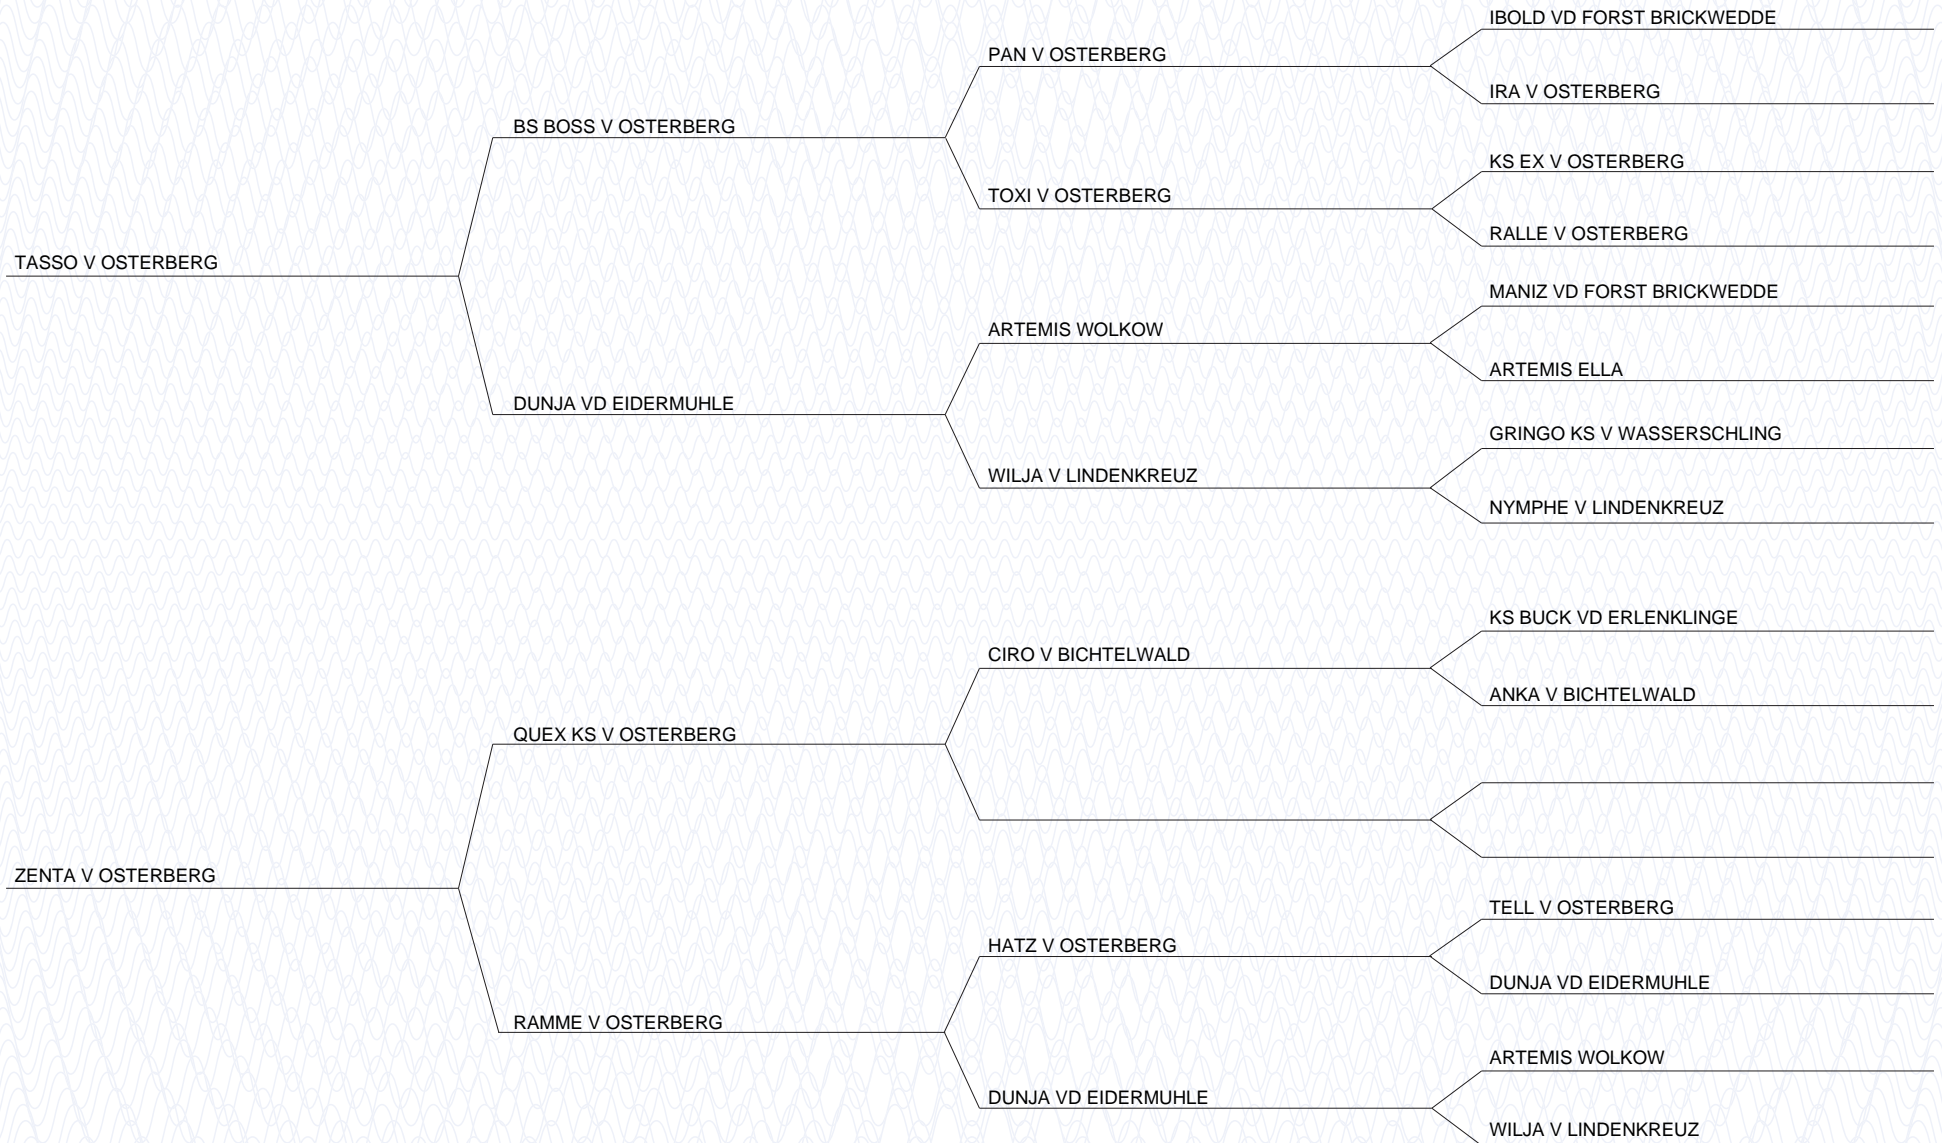 IBOLD VD FORST BRICKWEDDE
PAN V OSTERBERG
IRA V OSTERBERG
BS BOSS V OSTERBERG
KS EX V OSTERBERG
TOXI V OSTERBERG
RALLE V OSTERBERG
TASSO V OSTERBERG
MANIZ VD FORST BRICKWEDDE
ARTEMIS WOLKOW
ARTEMIS ELLA
DUNJA VD EIDERMUHLE
GRINGO KS V WASSERSCHLING
WILJA V LINDENKREUZ
NYMPHE V LINDENKREUZ
KS BUCK VD ERLENKLINGE
CIRO V BICHTELWALD
ANKA V BICHTELWALD
QUEX KS V OSTERBERG
ZENTA V OSTERBERG
TELL V OSTERBERG
HATZ V OSTERBERG
DUNJA VD EIDERMUHLE
RAMME V OSTERBERG
ARTEMIS WOLKOW
DUNJA VD EIDERMUHLE
WILJA V LINDENKREUZ